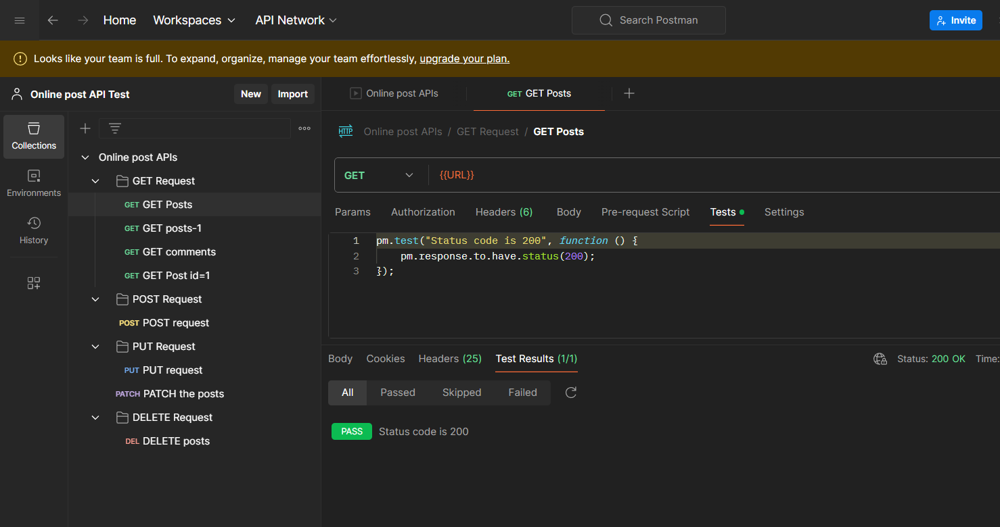 Home Workspaces API Network Search Postman Invite
Looks like your team is full. To expand, organize, manage your team effortlessly, upgrade your plan.
Online post API Test New Import
Collections
Environments
History
Online post APIs
GET Request
GET GET Posts
GET GET posts-1
GET GET comments
GET GET Post id=1
POST Request
POST POST request
PUT Request
PUT PUT request
PATCH PATCH the posts
DELETE Request
DEL DELETE posts
Online post APIs GET GET Posts
HTTP Online post APIs / GET Request / GET Posts
GET {{URL}}
Params Authorization Headers (6) Body Pre-request Script Tests Settings
1 pm.test("Status code is 200", function () {
2 pm.response.to.have.status(200);
3 });
Body Cookies Headers (25) Test Results (1/1) Status: 200 OK Time:
All Passed Skipped Failed
PASS Status code is 200